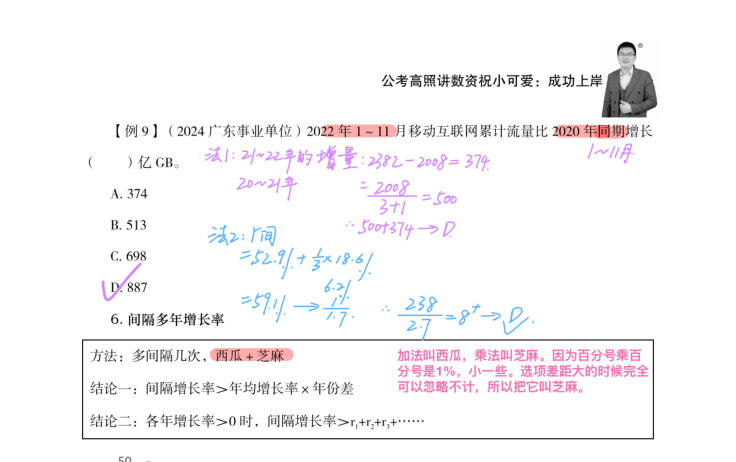 公考高照讲数资祝小可爱：成功上岸
【例 9】（2024 广东事业单位）2022 年 1～11 月移动互联网累计流量比 2020 年同期增长
（ ）亿 GB。
1～11月
法1: 21～22年的增量: 2382－2008＝374.
20～21年 ＝2008/3+1＝500
∴500+374→D.
A. 374
B. 513
C. 698
D. 887
法2: r间
＝52.9%+1/3×18.6%
6.2%
＝59.1%→1/1.7 ∴238/2.7＝8⁺→D.
6. 间隔多年增长率
方法：多间隔几次，西瓜+芝麻
结论一：间隔增长率＞年均增长率×年份差
结论二：各年增长率＞0 时，间隔增长率＞r₁+r₂+r₃+……
加法叫西瓜，乘法叫芝麻。因为百分号乘百
分号是1%，小一些。选项差距大的时候完全
可以忽略不计，所以把它叫芝麻。
50